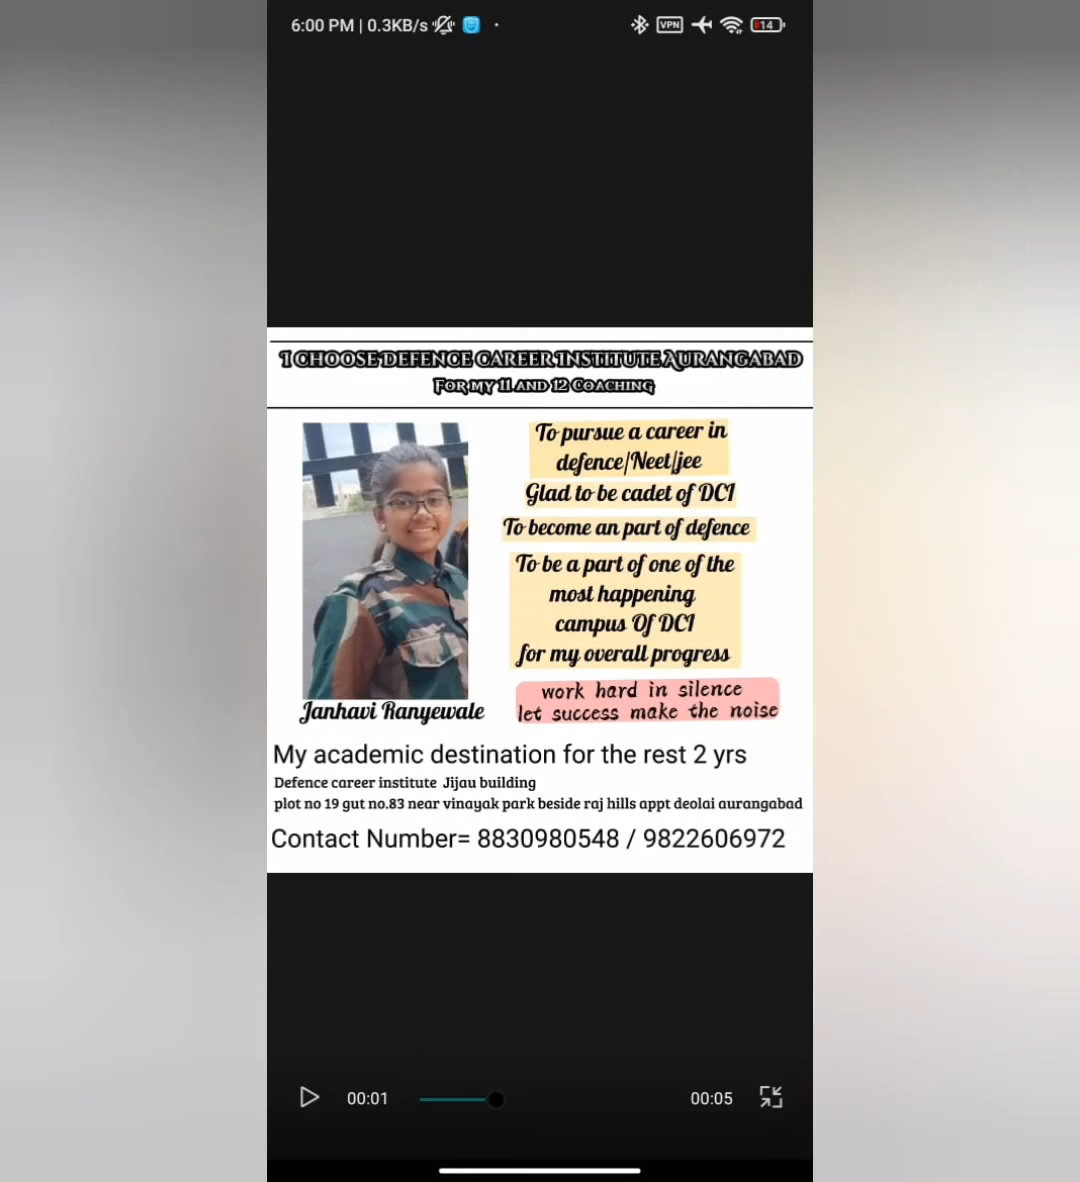 6:00 PM | 0.3KB/s
VPN
14
I CHOOSE DEFENCE CAREER INSTITUTE AURANGABAD
FOR MY 11 AND 12 COACHING
To pursue a career in
defence/Neet/jee
Glad to be cadet of DCI
To become an part of defence
To be a part of one of the
most happening
campus Of DCI
for my overall progress
work hard in silence
let success make the noise
Janhavi Ranyewale
My academic destination for the rest 2 yrs
Defence career institute Jijau building
plot no 19 gut no.83 near vinayak park beside raj hills appt deolai aurangabad
Contact Number= 8830980548 / 9822606972
00:01
00:05